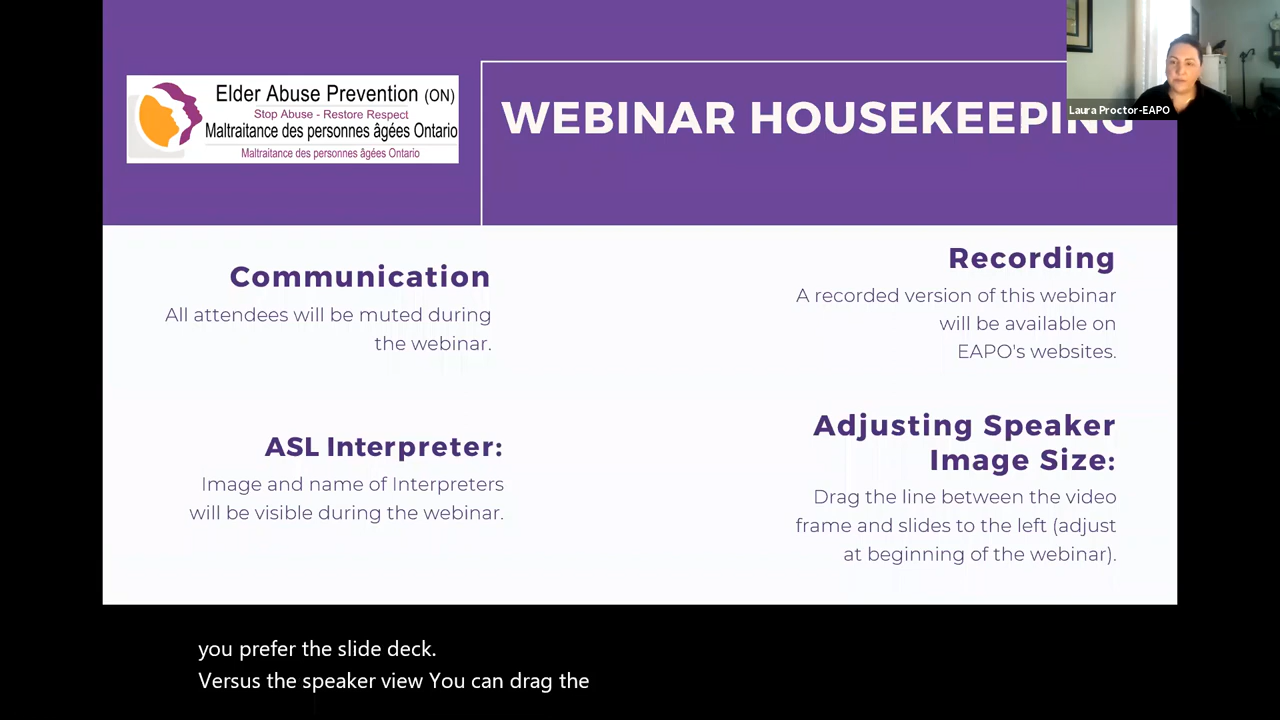 Elder Abuse Prevention (ON)
Stop Abuse - Restore Respect
Maltraitance des personnes âgées Ontario
Maltraitance des personnes âgées Ontario
WEBINAR HOUSEKEEPING
Laura Proctor-EAPO
Communication
All attendees will be muted during
the webinar.
Recording
A recorded version of this webinar
will be available on
EAPO's websites.
ASL Interpreter:
Image and name of Interpreters
will be visible during the webinar.
Adjusting Speaker
Image Size:
Drag the line between the video
frame and slides to the left (adjust
at beginning of the webinar).
you prefer the slide deck.
Versus the speaker view You can drag the